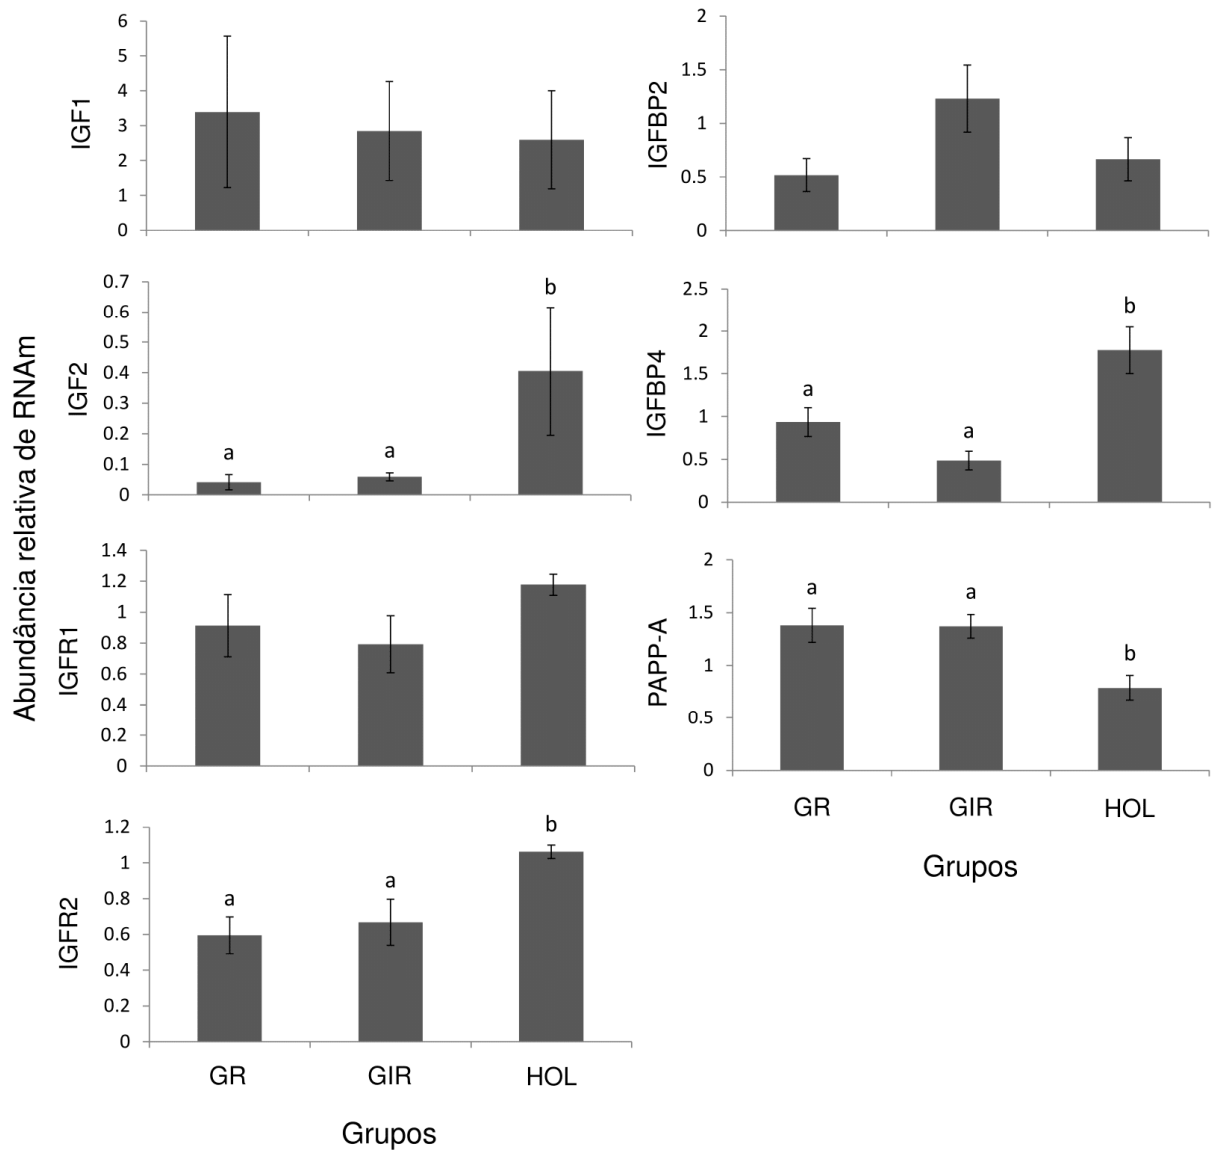 Abundância relativa de RNAm
IGF1
6
5
4
3
2
1
0
IGFBP2
2
1.5
1
0.5
0
IGF2
0.7
0.6
0.5
0.4
0.3
0.2
0.1
0
a
a
b
IGFBP4
2.5
2
1.5
1
0.5
0
a
a
b
IGFR1
1.4
1.2
1
0.8
0.6
0.4
0.2
0
PAPP-A
2
1.5
1
0.5
0
a
a
b
GR GIR HOL
Grupos
IGFR2
1.2
1
0.8
0.6
0.4
0.2
0
a
a
b
GR GIR HOL
Grupos